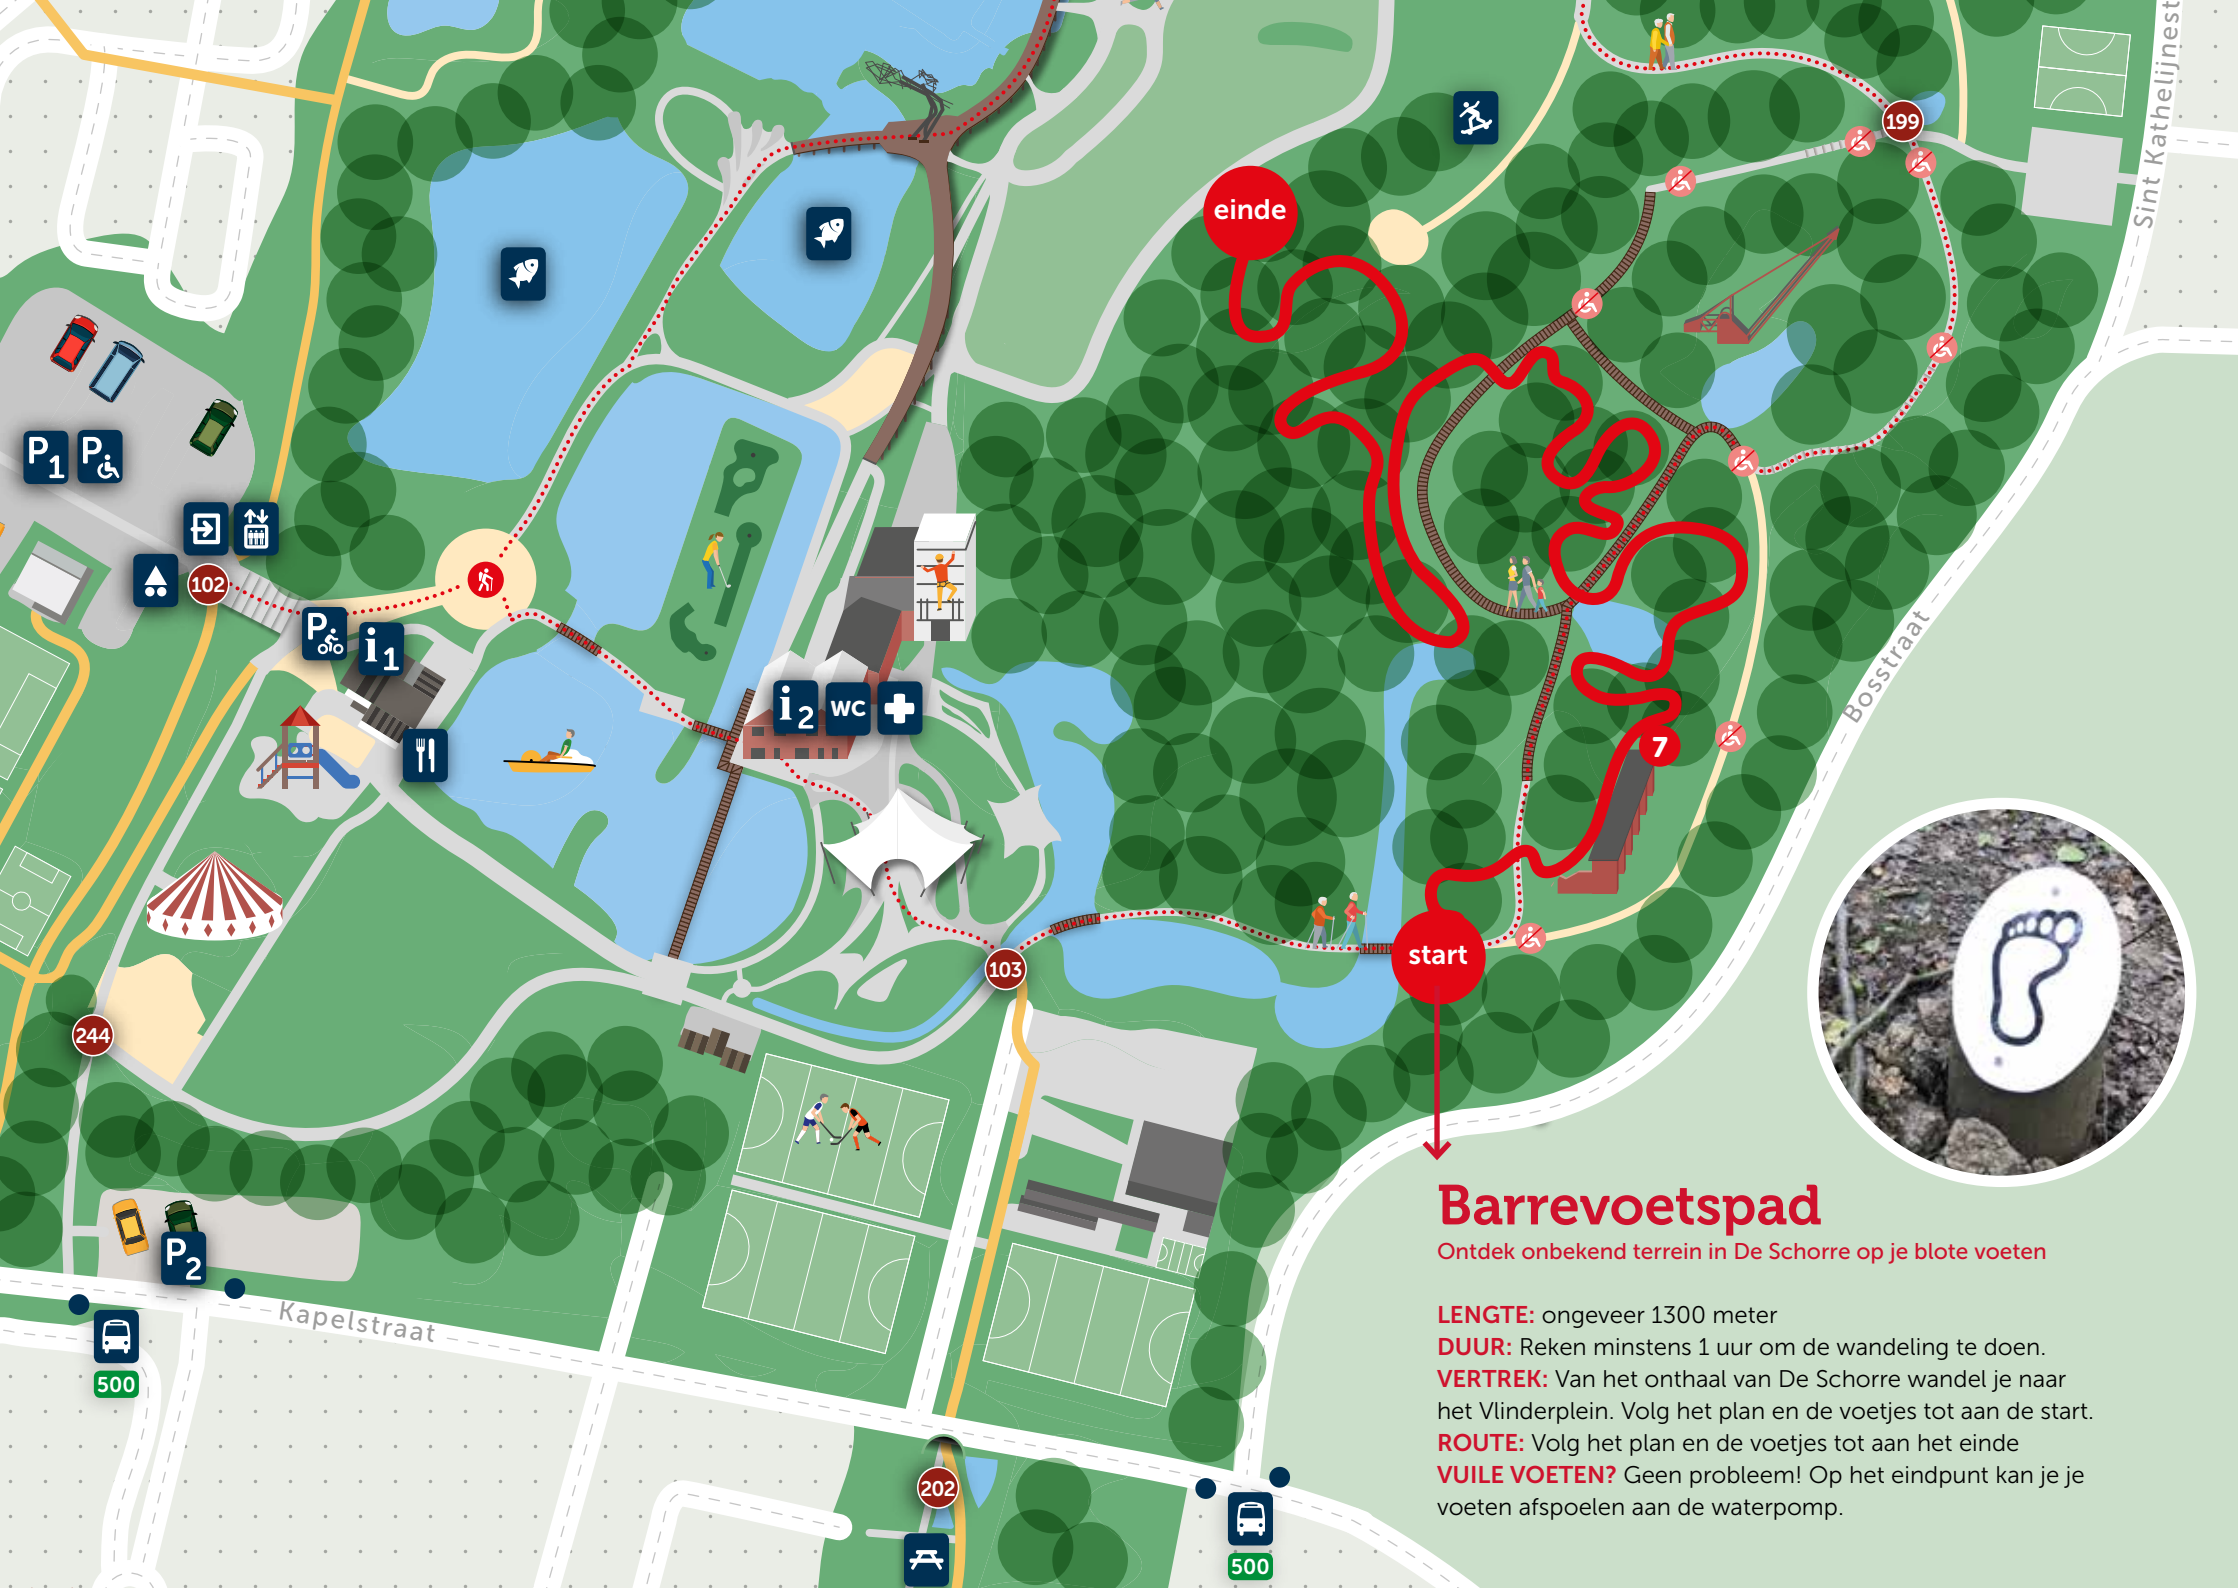 199
Sint Kathelijnest
einde
P1
P
102
P
i1
i2
WC
7
Bosstraat
start
103
244
P2
Kapelstraat
500
202
500
Barrevoetspad
Ontdek onbekend terrein in De Schorre op je blote voeten
LENGTE: ongeveer 1300 meter
DUUR: Reken minstens 1 uur om de wandeling te doen.
VERTREK: Van het onthaal van De Schorre wandel je naar
het Vlinderplein. Volg het plan en de voetjes tot aan de start.
ROUTE: Volg het plan en de voetjes tot aan het einde
VUILE VOETEN? Geen probleem! Op het eindpunt kan je je
voeten afspoelen aan de waterpomp.